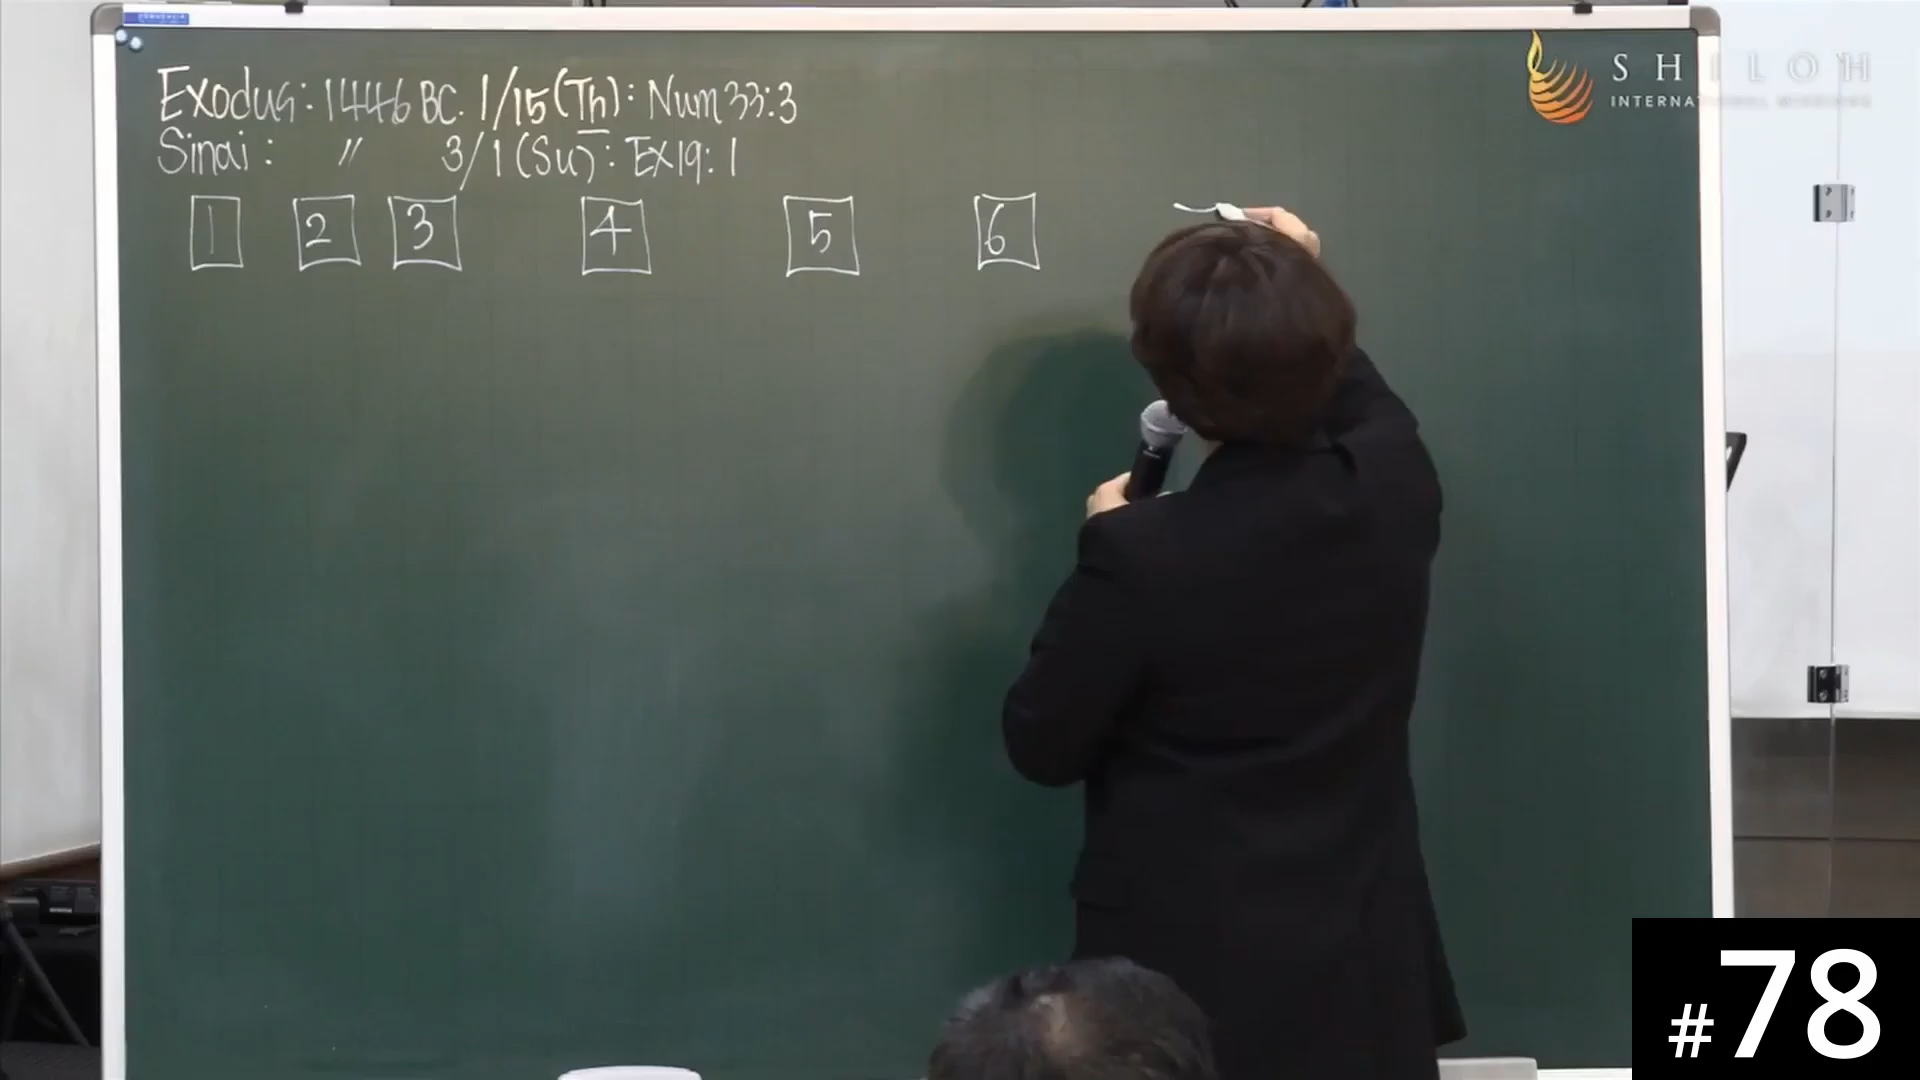 Exodus: 1446 BC. 1/15 (Th): Num 33:3
Sinai: 〃 3/1 (Su): EX 19:1
1 2 3 4 5 6
SHILOH
INTERNATIONAL MISSIONS
#78